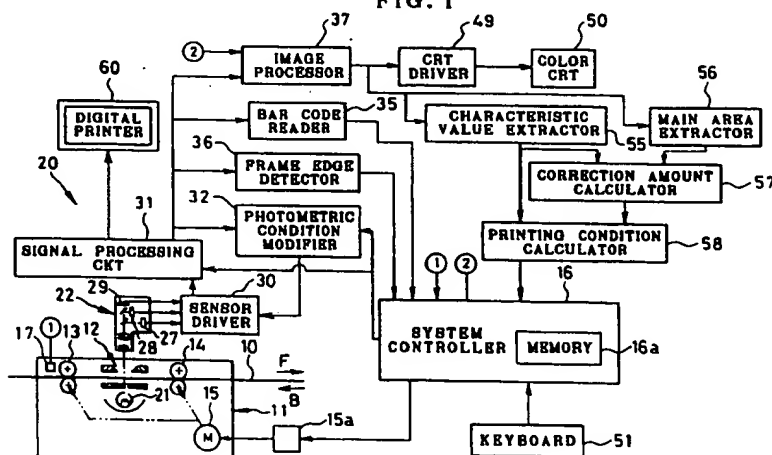 FIG. 1
37
49
50
2
IMAGE
PROCESSOR
CRT
DRIVER
COLOR
CRT
60
DIGITAL
PRINTER
35
BAR CODE
READER
CHARACTERISTIC
VALUE EXTRACTOR
55
56
MAIN AREA
EXTRACTOR
36
FRAME EDGE
DETECTOR
CORRECTION AMOUNT
CALCULATOR
57
20
31
32
PHOTOMETRIC
CONDITION
MODIFIER
PRINTING CONDITION
CALCULATOR
58
SIGNAL PROCESSING
CKT
29
22
30
SENSOR
DRIVER
27
28
1
2
16
SYSTEM
CONTROLLER
MEMORY
16a
1
17
13
12
14
10
F
B
21
15
11
M
15a
KEYBOARD
51